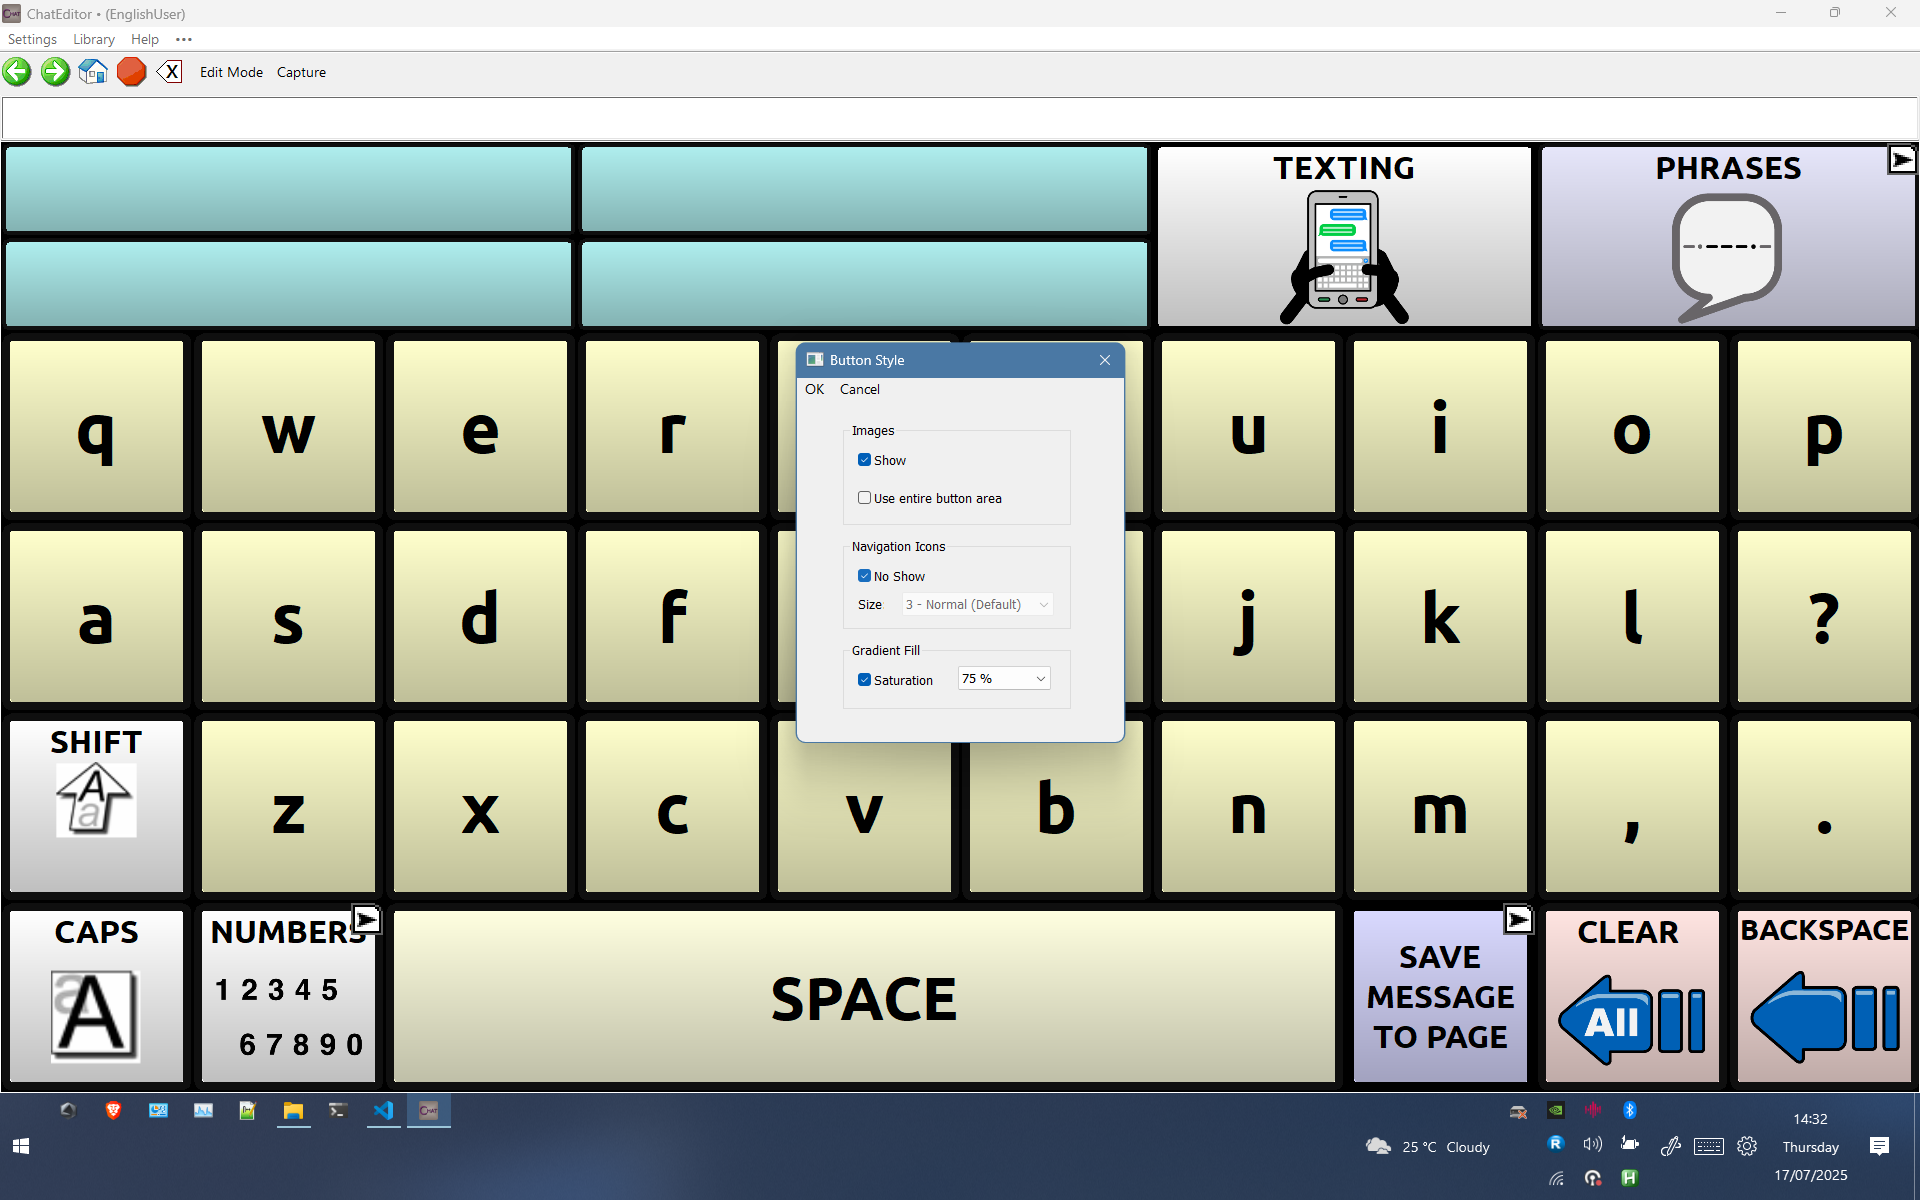 ChatEditor • (EnglishUser)
Settings Library Help •••
Edit Mode Capture
TEXTING
PHRASES
Button Style
OK Cancel
Images
Show
Use entire button area
Navigation Icons
No Show
Size 3 - Normal (Default)
Gradient Fill
Saturation 75 %
q w e r u i o p
a s d f j k l ?
SHIFT
A
a
z x c v b n m , .
CAPS
a
A
NUMBERS
1 2 3 4 5
6 7 8 9 0
SPACE
SAVE
MESSAGE
TO PAGE
CLEAR
All
BACKSPACE
CHAT
25 °C Cloudy
14:32
Thursday
17/07/2025